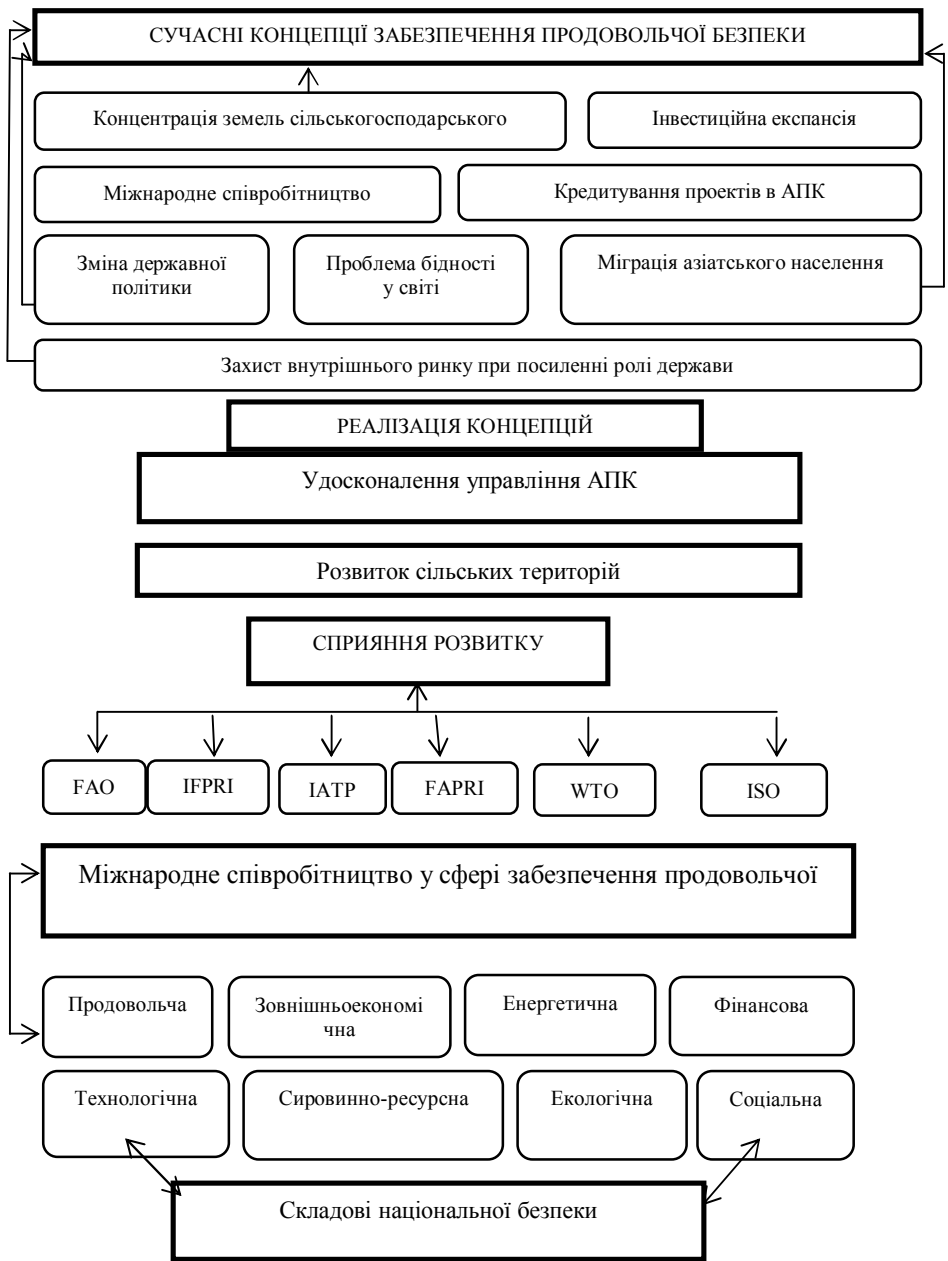 СУЧАСНІ КОНЦЕПЦІЇ ЗАБЕЗПЕЧЕННЯ ПРОДОВОЛЬЧОЇ БЕЗПЕКИ
Концентрація земель сільськогосподарського
Інвестиційна експансія
Міжнародне співробітництво
Кредитування проектів в АПК
Зміна державної
політики
Проблема бідності
у світі
Міграція азіатського населення
Захист внутрішнього ринку при посиленні ролі держави
РЕАЛІЗАЦІЯ КОНЦЕПЦІЙ
Удосконалення управління АПК
Розвиток сільських територій
СПРИЯННЯ РОЗВИТКУ
FAO
IFPRI
IATP
FAPRI
WTO
ISO
Міжнародне співробітництво у сфері забезпечення продовольчої
Продовольча
Зовнішньоекономі
чна
Енергетична
Фінансова
Технологічна
Сировинно-ресурсна
Екологічна
Соціальна
Складові національної безпеки